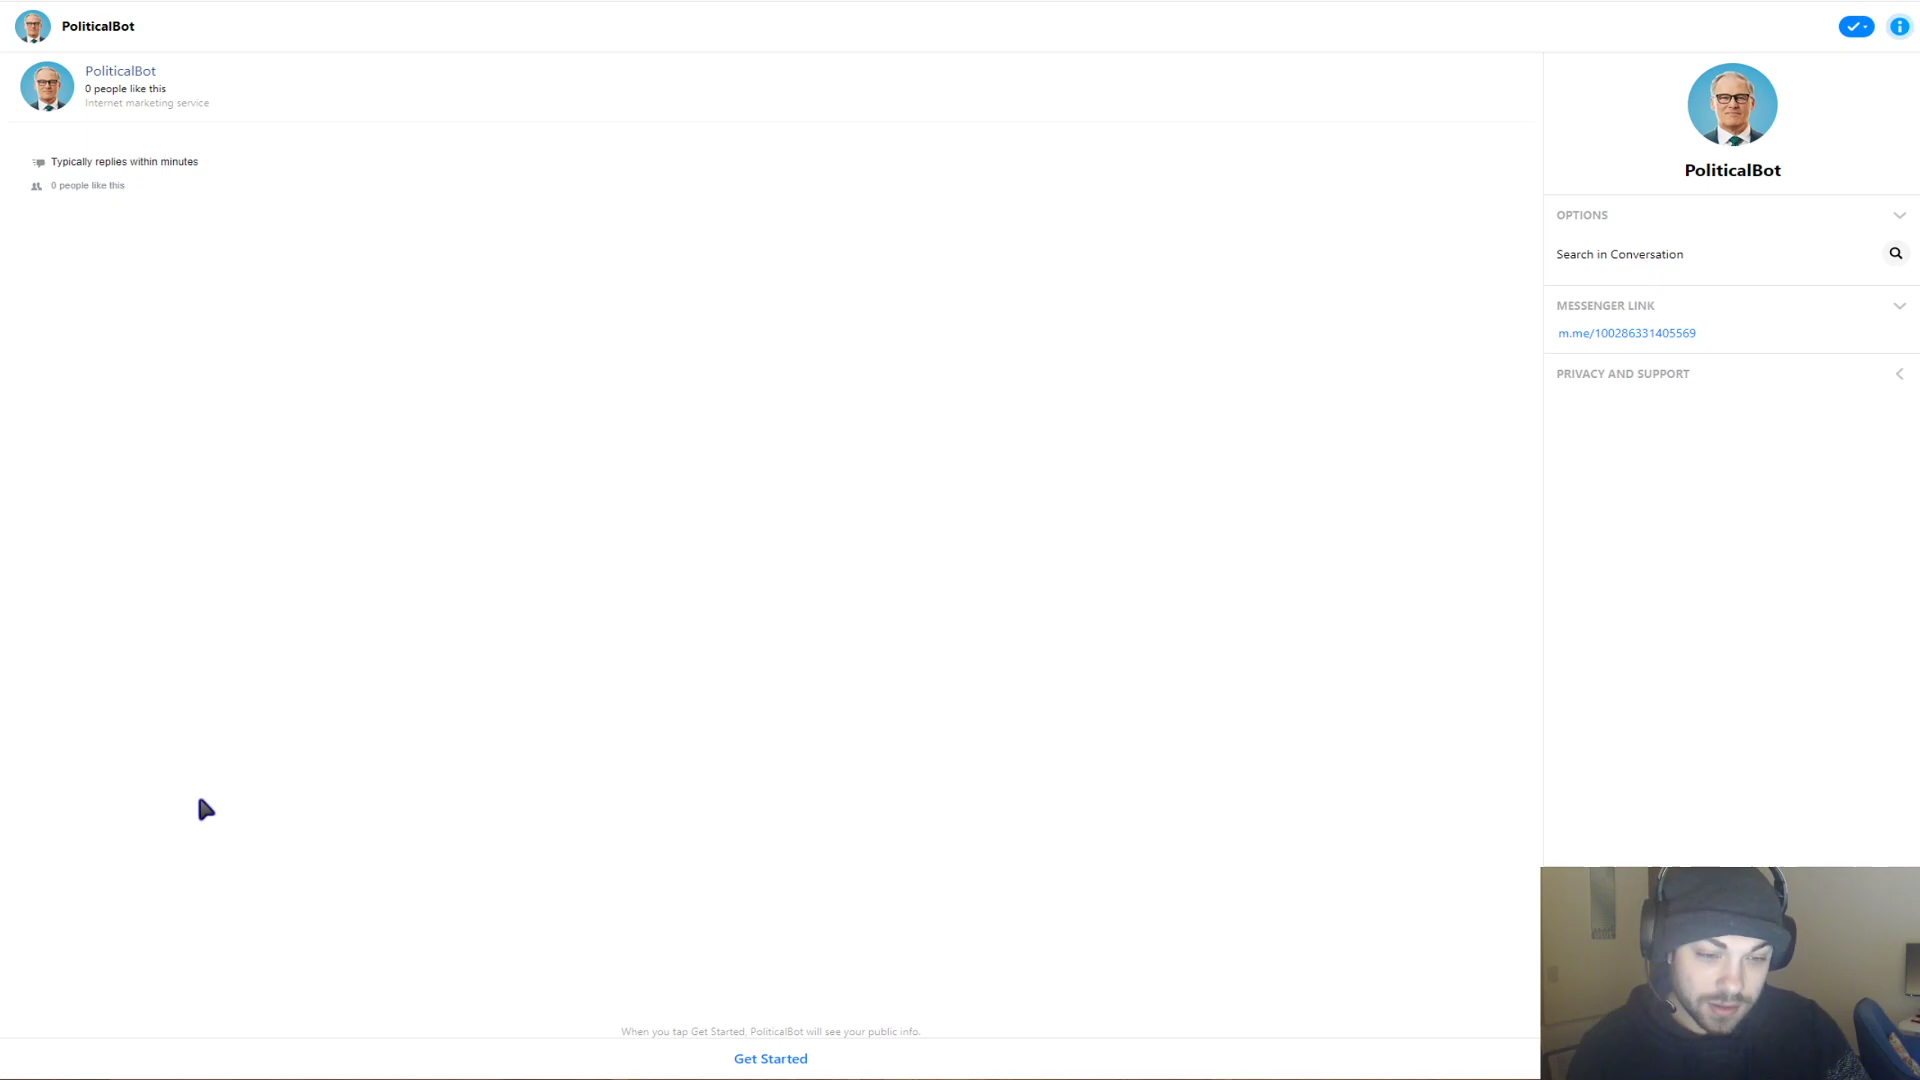 PoliticalBot
PoliticalBot
0 people like this
Internet marketing service
Typically replies within minutes
0 people like this
PoliticalBot
OPTIONS
Search in Conversation
MESSENGER LINK
m.me/100286331405569
PRIVACY AND SUPPORT
When you tap Get Started, PoliticalBot will see your public info.
Get Started